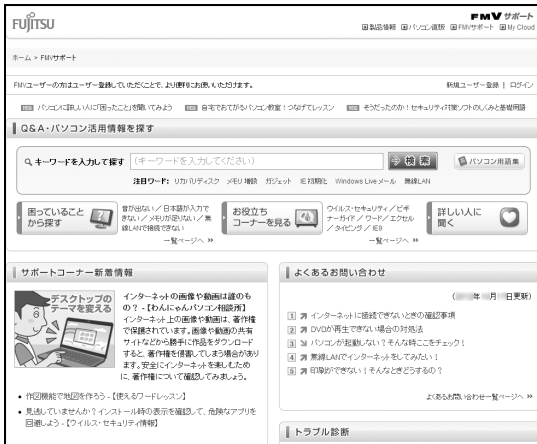 FUJITSU
FMVサポート
製品情報 パソコン直販 FMVサポート My Cloud
ホーム > FMVサポート
FMVユーザーの方はユーザー登録していただくことで、より便利にお使いいただけます。
新規ユーザー登録 | ログイン
パソコンに詳しい人に「困ったこと」を聞いてみよう 自宅でおてがるパソコン教室!つなげてレッスン そうだったのか!セキュリティ対策ソフトのしくみと基礎用語
Q&A・パソコン活用情報を探す
キーワードを入力して探す (キーワードを入力してください) 検索 パソコン用語集
注目ワード: リカバリディスク メモリ増設 ガジェット IE初期化 Windows Liveメール 無線LAN
困っていること
から探す
音が出ない/日本語が入力で
きない/メモリが足りない/無
線LANで接続できない
一覧ページへ
お役立ち
コーナーを見る
ウイルス・セキュリティ/ビギ
ナーガイド/ワード/エクセル
/タイピング/IE9
一覧ページへ
詳しい人に
聞く
サポートコーナー新着情報
デスクトップの
テーマを変える
インターネットの画像や動画は誰のも
の?-【わんにゃんパソコン相談所】
インターネット上の画像や動画は、著作権
で保護されています。画像や動画の共有
サイトなどから勝手に作品をダウンロード
すると、著作権を侵害してしまう場合があり
ます。安全にインターネットを楽しむため
に、著作権について確認してみましょう。
• 作図機能で地図を作ろう-【使えるワードレッスン】
• 見逃していませんか?インストール時の表示を確認して、危険なアプリを
回避しよう-【ウイルス・セキュリティ情報】
よくあるお問い合わせ
( 年 月 日更新)
1 インターネットに接続できないときの確認事項
2 DVDが再生できない場合の対処法
3 パソコンが起動しない?そんな時にここをチェック!
4 無線LANでインターネットをしてみたい!
5 印刷ができない!そんなときどうするの?
よくあるお問い合わせ一覧ページへ
トラブル診断